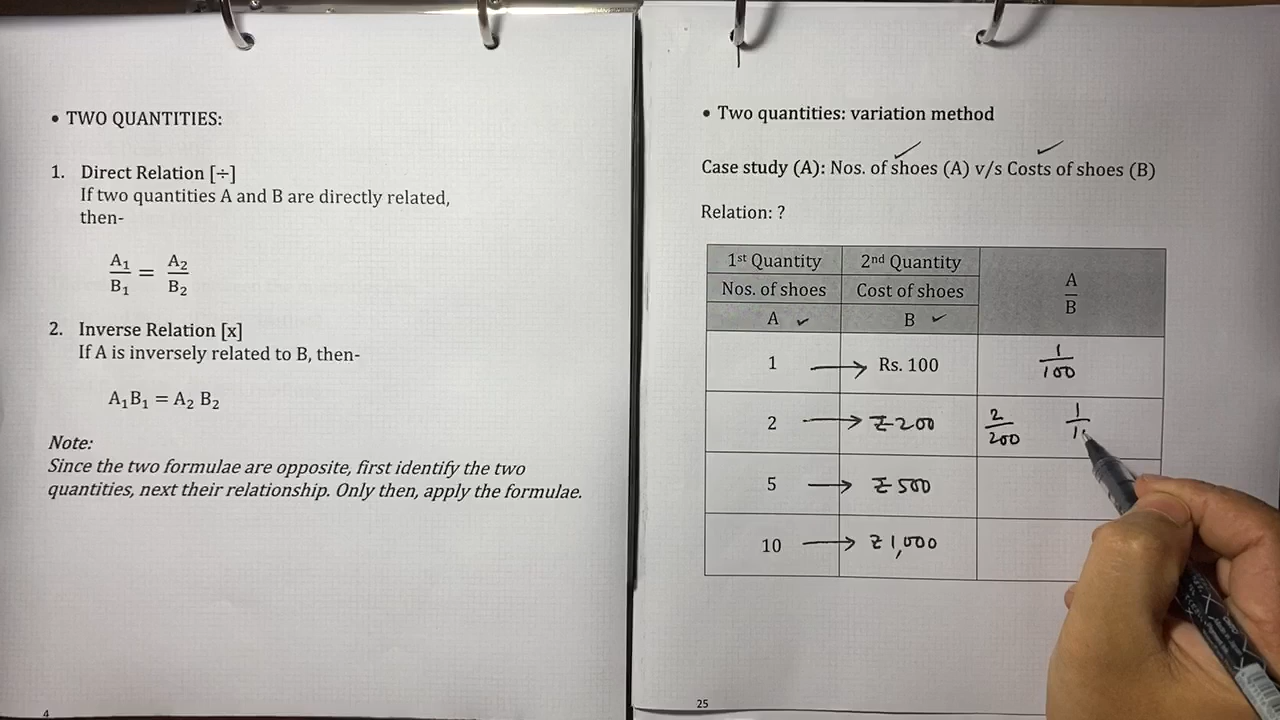 • TWO QUANTITIES:
1. Direct Relation [÷]
If two quantities A and B are directly related,
then-
A₁/B₁ = A₂/B₂
2. Inverse Relation [x]
If A is inversely related to B, then-
A₁B₁ = A₂ B₂
Note:
Since the two formulae are opposite, first identify the two
quantities, next their relationship. Only then, apply the formulae.
4
• Two quantities: variation method
Case study (A): Nos. of shoes (A) v/s Costs of shoes (B)
Relation: ?
1st Quantity 2nd Quantity A/B
Nos. of shoes Cost of shoes
A ✓ B ✓
1 → Rs. 100 1/100
2 → ₹200 2/200 1/1
5 → ₹500
10 → ₹1,000
25